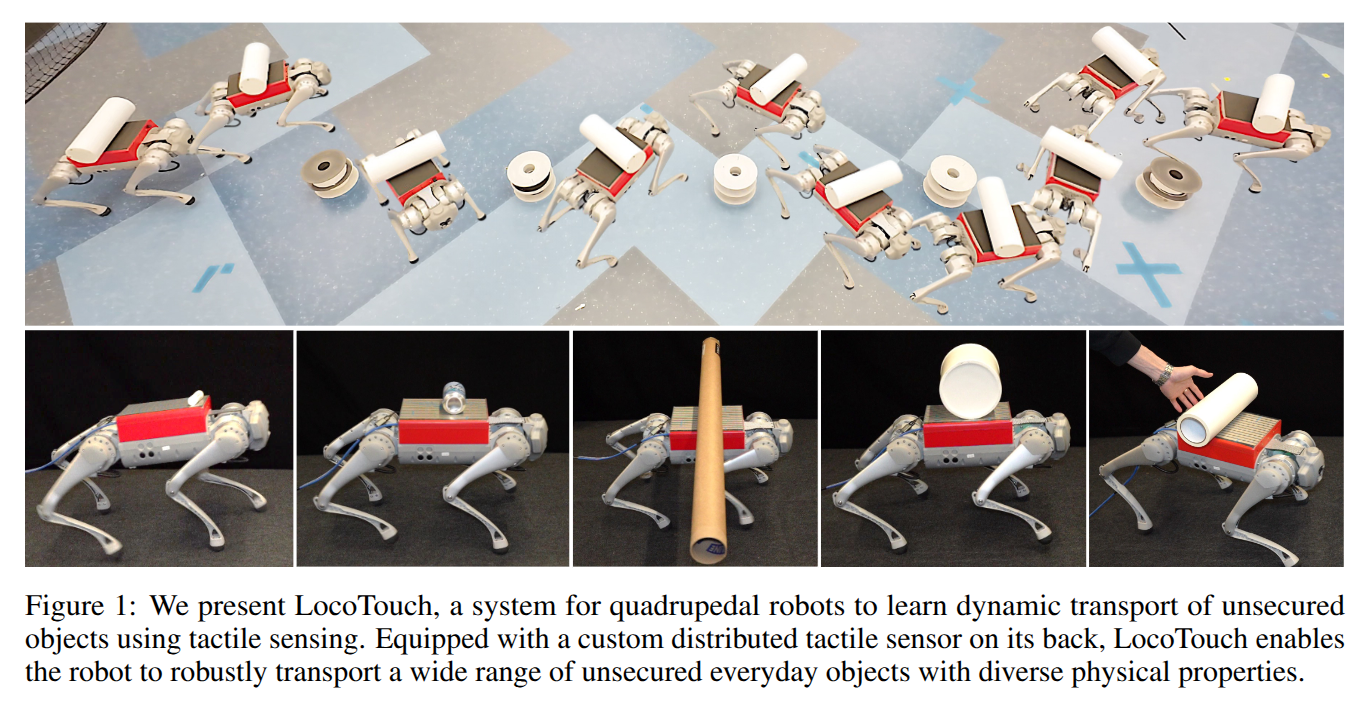 Figure 1: We present LocoTouch, a system for quadrupedal robots to learn dynamic transport of unsecured
objects using tactile sensing. Equipped with a custom distributed tactile sensor on its back, LocoTouch enables
the robot to robustly transport a wide range of unsecured everyday objects with diverse physical properties.